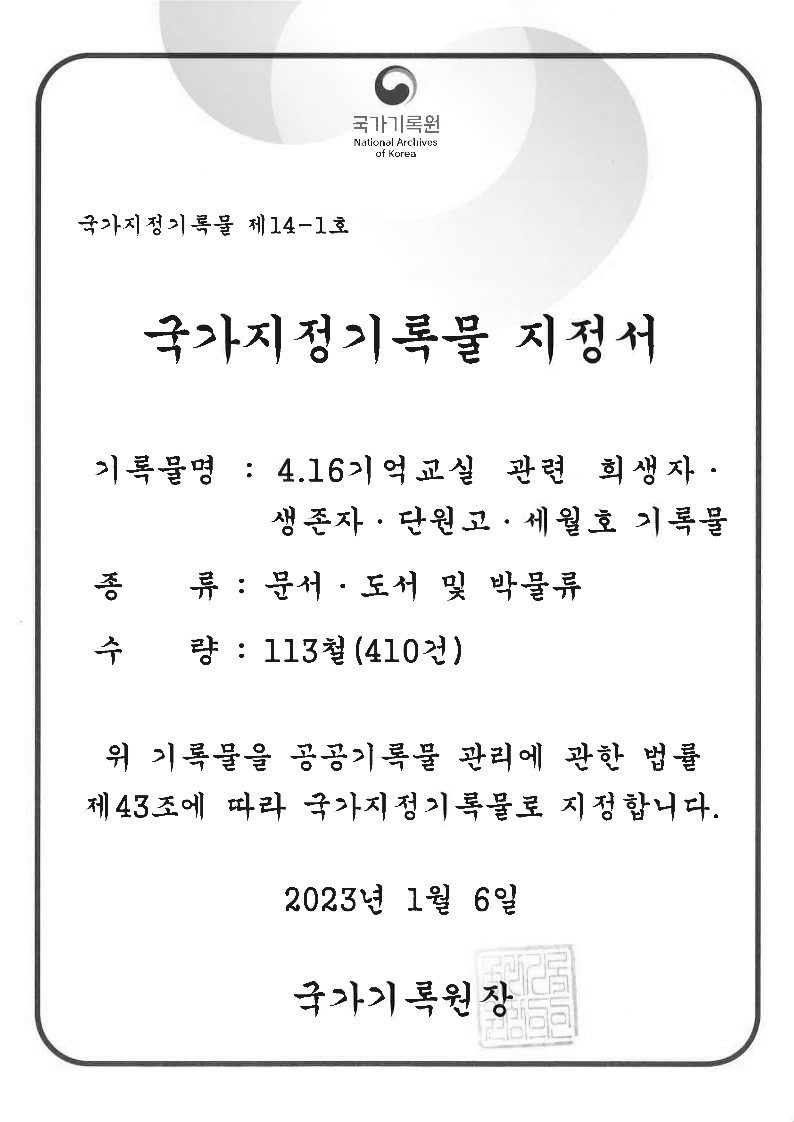 국가기록원
National Archives
of Korea
국가지정기록물 제14-1호
국가지정기록물 지정서
기록물명 : 4.16기억교실 관련 희생자·
생존자·단원고·세월호 기록물
종 류 : 문서·도서 및 박물류
수 량 : 113철(410건)
위 기록물을 공공기록물 관리에 관한 법률
제43조에 따라 국가지정기록물로 지정합니다.
2023년 1월 6일
국가기록원장